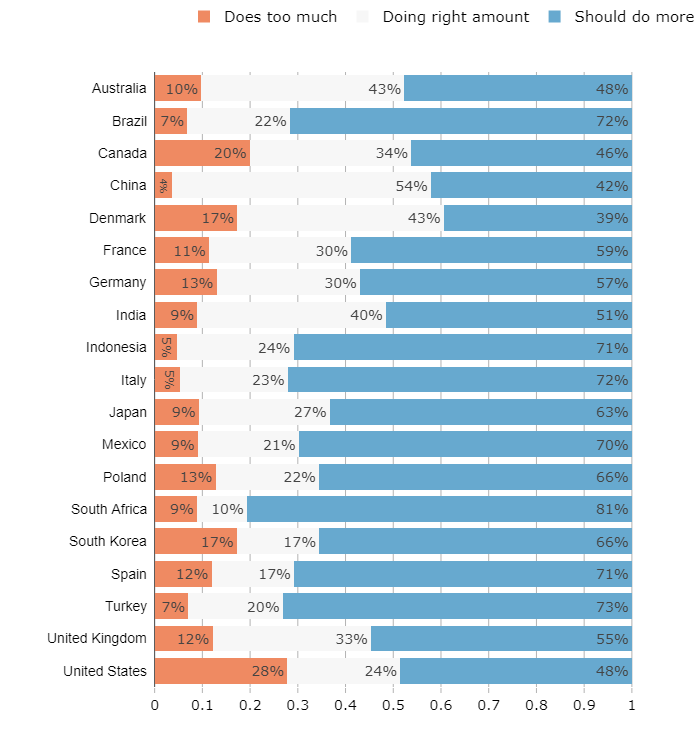 Does too much Doing right amount Should do more
Australia 10% 43% 48%
Brazil 7% 22% 72%
Canada 20% 34% 46%
China 4% 54% 42%
Denmark 17% 43% 39%
France 11% 30% 59%
Germany 13% 30% 57%
India 9% 40% 51%
Indonesia 5% 24% 71%
Italy 5% 23% 72%
Japan 9% 27% 63%
Mexico 9% 21% 70%
Poland 13% 22% 66%
South Africa 9% 10% 81%
South Korea 17% 17% 66%
Spain 12% 17% 71%
Turkey 7% 20% 73%
United Kingdom 12% 33% 55%
United States 28% 24% 48%
0 0.1 0.2 0.3 0.4 0.5 0.6 0.7 0.8 0.9 1